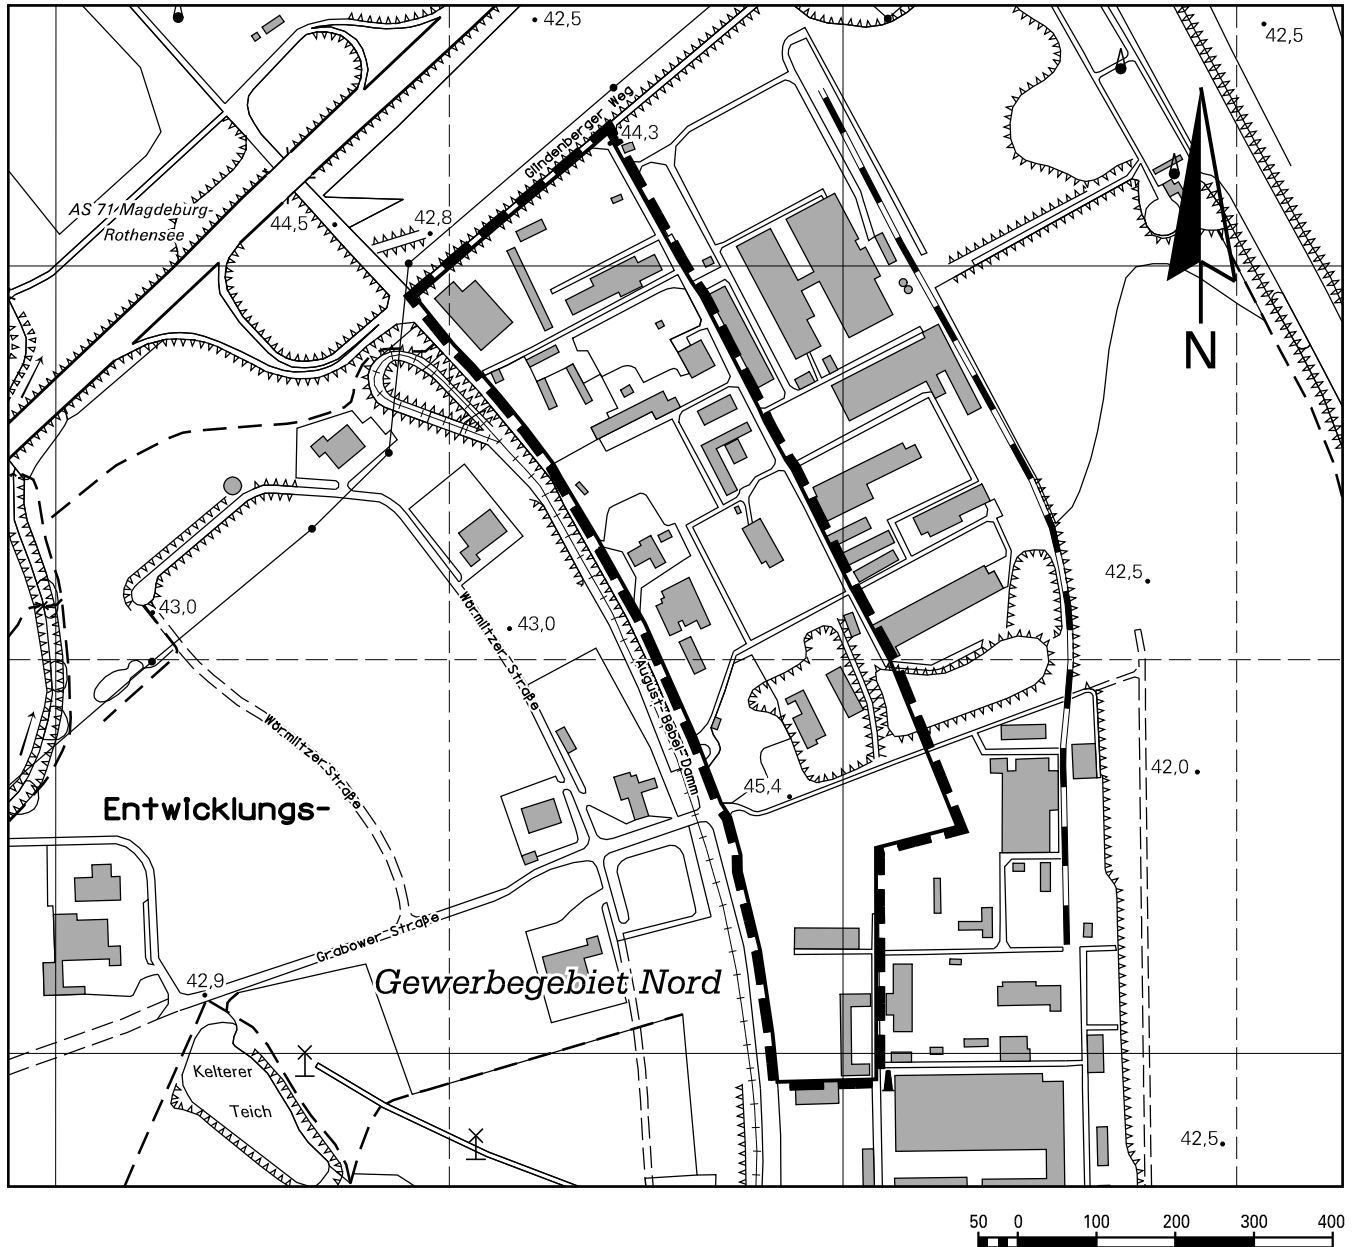 42,5
42,5
Glindenberger Weg
44,3
AS 71 Magdeburg-
Rothensee
44,5
42,8
N
42,5
43,0
43,0
Wörmlitzer-Straße
August-Bebel-Damm
Wörmlitzer Straße
45,4
42,0
Entwicklungs-
Grabower-Straße
42,9
Gewerbegebiet Nord
Kelterer
Teich
42,5
50 0 100 200 300 400